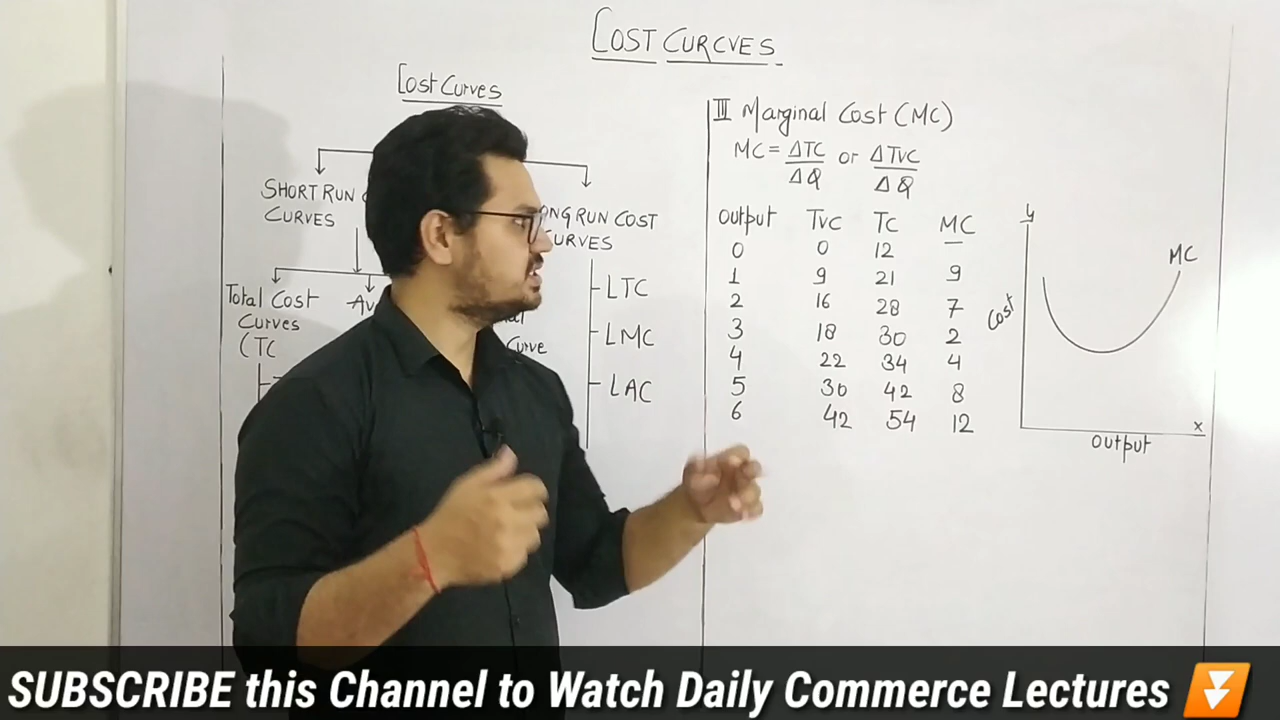 COST CURCVES
Cost Curves
SHORT RUN
CURVES
ONG RUN COST
URVES
Total Cost
Curves
(TC
Av
Curve
LTC
LMC
LAC
III Marginal Cost (MC)
MC = ΔTC/ΔQ or ΔTVC/ΔQ
Output TVC TC MC
0 0 12 —
1 9 21 9
2 16 28 7
3 18 30 2
4 22 34 4
5 30 42 8
6 42 54 12
y
MC
Cost
x
Output
SUBSCRIBE this Channel to Watch Daily Commerce Lectures